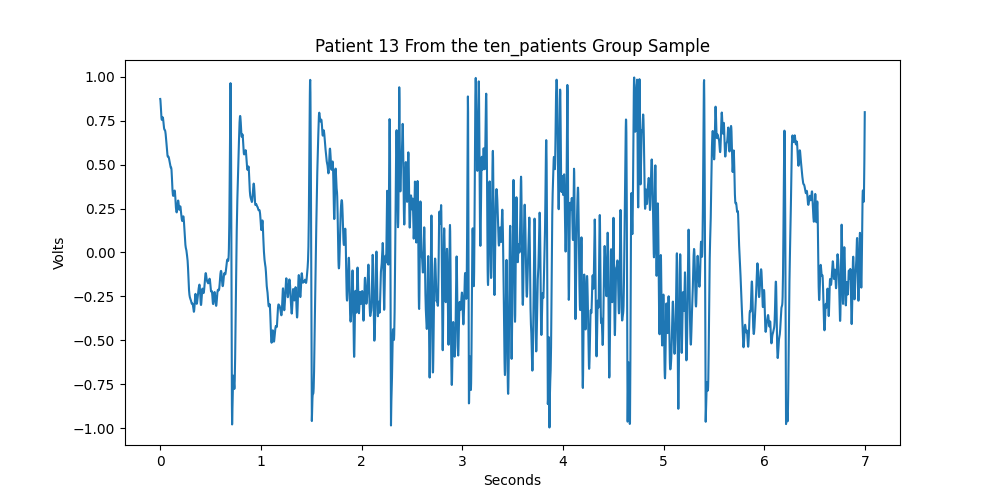 Patient 13 From the ten_patients Group Sample
1.00
0.75
0.50
0.25
0.00
−0.25
−0.50
−0.75
−1.00
Volts
0 1 2 3 4 5 6 7
Seconds